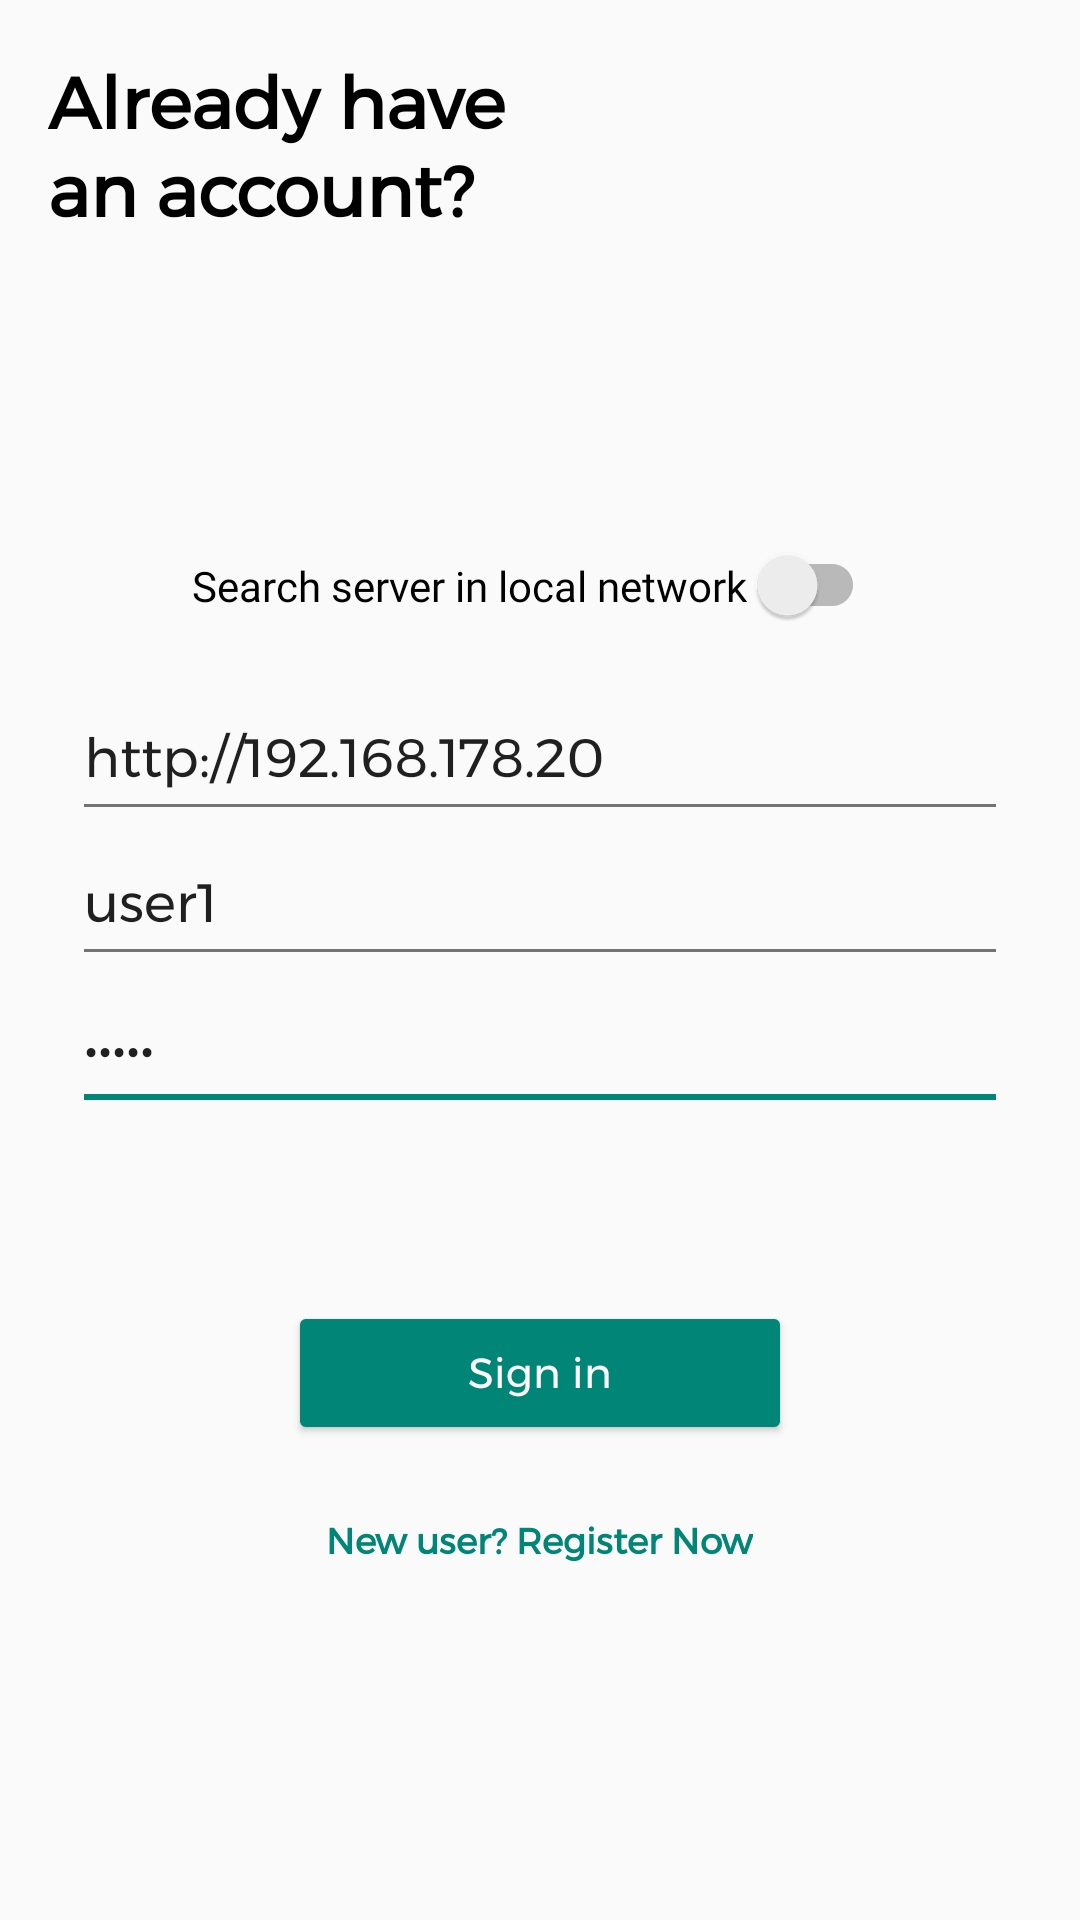 Already have
an account?
Search server in local network
http://192.168.178.20
user1
•••••
Sign in
New user? Register Now